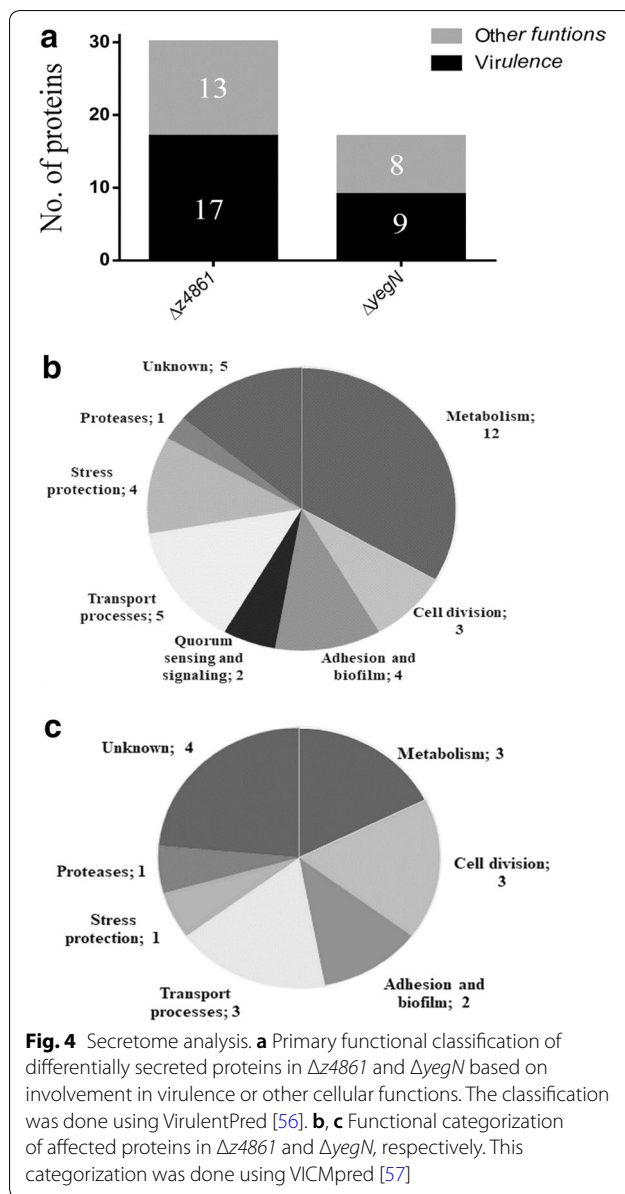 a
Other funtions
Virulence
No. of proteins
30
20
10
0
13
17
8
9
Δz4861
ΔyegN
b
Unknown; 5
Metabolism;
12
Proteases; 1
Stress
protection; 4
Transport
processes; 5
Cell division;
3
Quorum
sensing and
signaling; 2
Adhesion and
biofilm; 4
c
Unknown; 4
Metabolism; 3
Proteases; 1
Cell division;
3
Stress
protection; 1
Adhesion and
biofilm; 2
Transport
processes; 3
Fig. 4 Secretome analysis. a Primary functional classification of
differentially secreted proteins in Δz4861 and ΔyegN based on
involvement in virulence or other cellular functions. The classification
was done using VirulentPred [56]. b, c Functional categorization
of affected proteins in Δz4861 and ΔyegN, respectively. This
categorization was done using VICMpred [57]